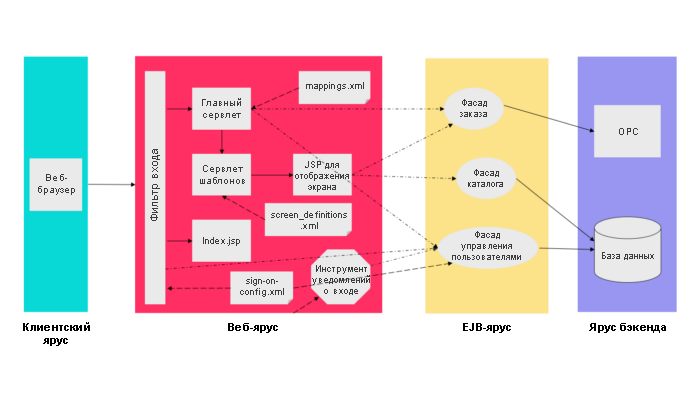 Веб-
браузер
Клиентский
ярус
Фильтр входа
Главный
сервлет
mappings.xml
Сервлет
шаблонов
JSP для
отображения
экрана
screen_definitions
.xml
Index.jsp
sign-on-
config.xml
Инструмент
уведомлений
о входе
Веб-ярус
Фасад
заказа
Фасад
каталога
Фасад
управления
пользователями
EJB-ярус
OPC
База данных
Ярус бэкенда